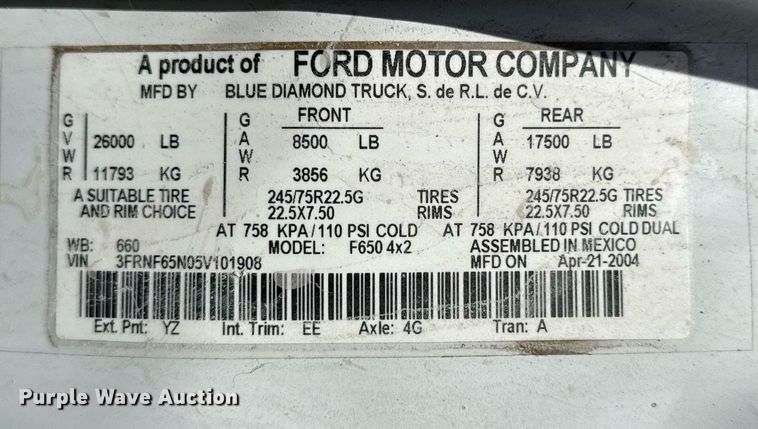 A product of FORD MOTOR COMPANY
MFD BY BLUE DIAMOND TRUCK, S. de R.L. de C.V.
GVWR 26000 LB 11793 KG
GAWR FRONT 8500 LB 3856 KG
GAWR REAR 17500 LB 7938 KG
A SUITABLE TIRE 245/75R22.5G TIRES 245/75R22.5G TIRES
AND RIM CHOICE 22.5X7.50 RIMS 22.5X7.50 RIMS
AT 758 KPA/110 PSI COLD AT 758 KPA/110 PSI COLD DUAL
WB: 660 MODEL: F650 4x2 ASSEMBLED IN MEXICO
VIN 3FRNF65N05V101908 MFD ON Apr-21-2004
Ext. Pnt: YZ Int. Trim: EE Axle: 4G Tran: A
Purple Wave Auction